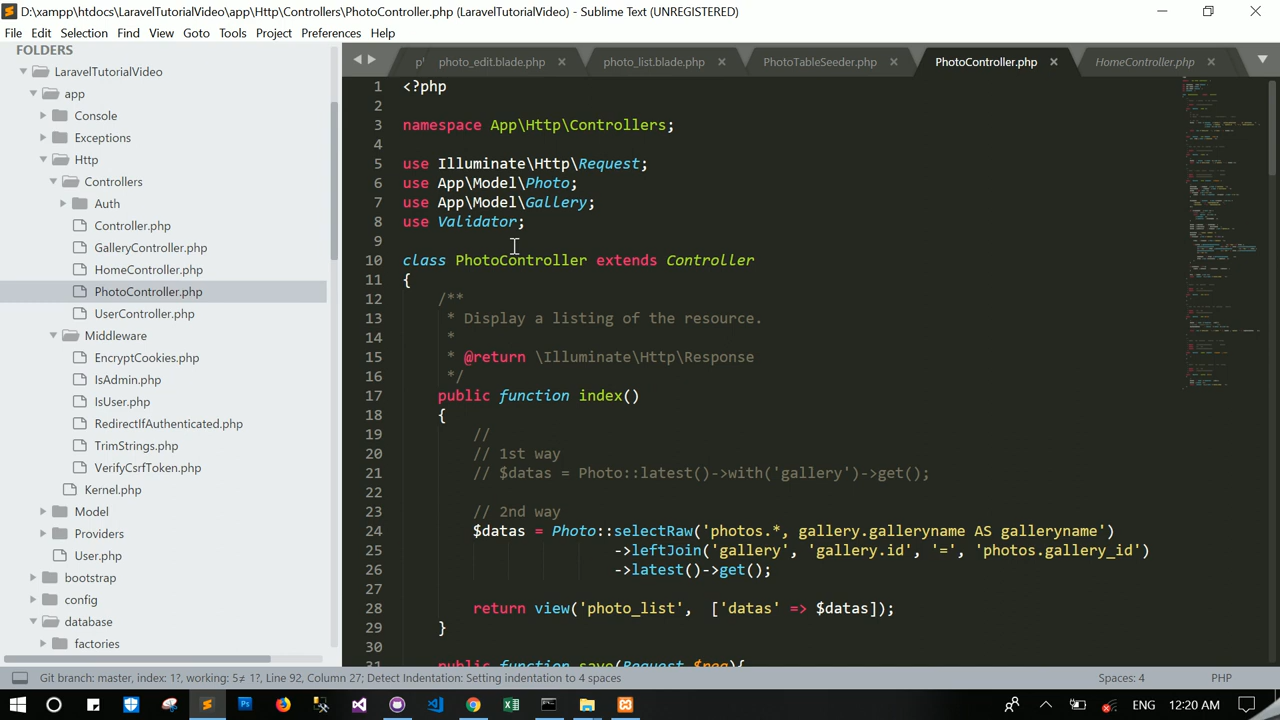 D:\xampp\htdocs\LaravelTutorialVideo\app\Http\Controllers\PhotoController.php (LaravelTutorialVideo) - Sublime Text (UNREGISTERED)
File Edit Selection Find View Goto Tools Project Preferences Help
FOLDERS
LaravelTutorialVideo
app
Console
Exceptions
Http
Controllers
Auth
Controller.php
GalleryController.php
HomeController.php
PhotoController.php
UserController.php
Middleware
EncryptCookies.php
IsAdmin.php
IsUser.php
RedirectIfAuthenticated.php
TrimStrings.php
VerifyCsrfToken.php
Kernel.php
Model
Providers
User.php
bootstrap
config
database
factories
photo_edit.blade.php photo_list.blade.php PhotoTableSeeder.php PhotoController.php HomeController.php
1 <?php
2
3 namespace App\Http\Controllers;
4
5 use Illuminate\Http\Request;
6 use App\Model\Photo;
7 use App\Model\Gallery;
8 use Validator;
9
10 class PhotoController extends Controller
11 {
12 /**
13 * Display a listing of the resource.
14 *
15 * @return \Illuminate\Http\Response
16 */
17 public function index()
18 {
19 //
20 // 1st way
21 // $datas = Photo::latest()->with('gallery')->get();
22
23 // 2nd way
24 $datas = Photo::selectRaw('photos.*, gallery.galleryname AS galleryname')
25 ->leftJoin('gallery', 'gallery.id', '=', 'photos.gallery_id')
26 ->latest()->get();
27
28 return view('photo_list', ['datas' => $datas]);
29 }
30
31 public function save(Request $req){
Git branch: master, index: 1?, working: 5≠ 1?, Line 92, Column 27; Detect Indentation: Setting indentation to 4 spaces Spaces: 4 PHP
ENG 12:20 AM